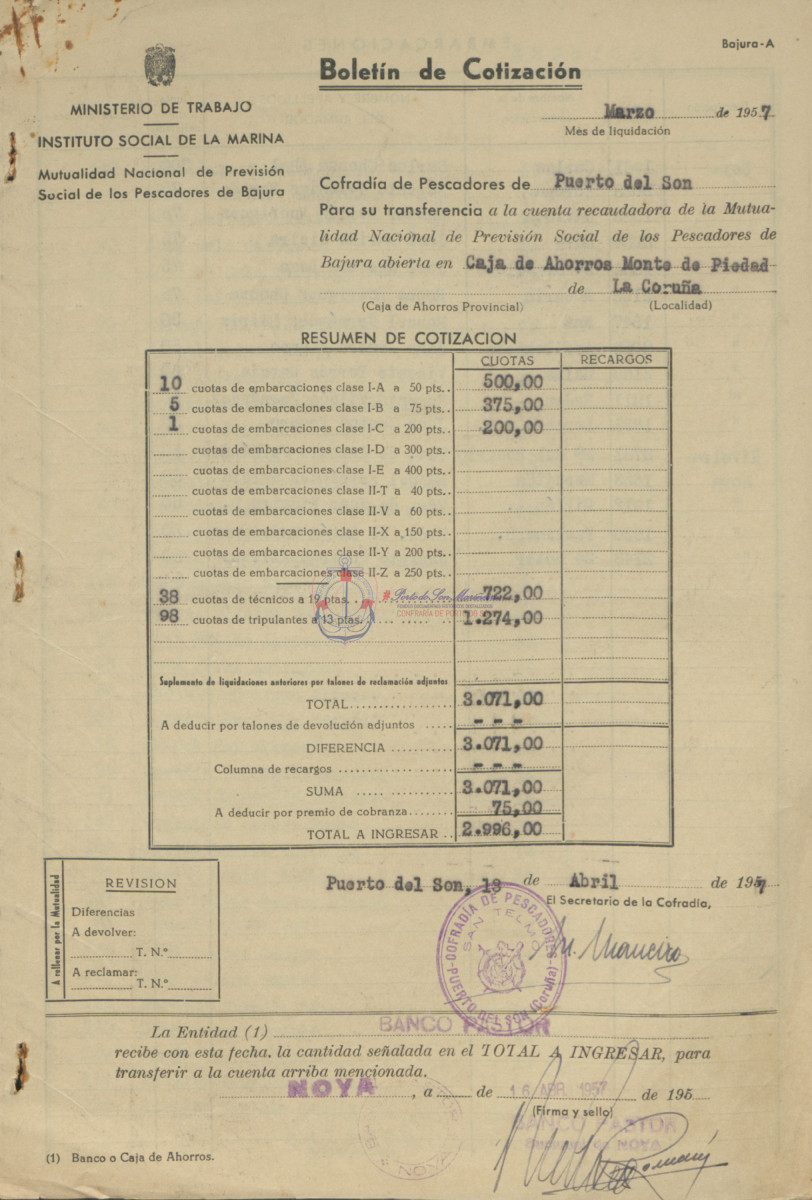 Bajura-A
Boletín de Cotización
MINISTERIO DE TRABAJO
INSTITUTO SOCIAL DE LA MARINA
Mutualidad Nacional de Previsión
Social de los Pescadores de Bajura
Marzo de 1957
Mes de liquidación
Cofradía de Pescadores de Puerto del Son
Para su transferencia a la cuenta recaudadora de la Mutua-
lidad Nacional de Previsión Social de los Pescadores de
Bajura abierta en Caja de Ahorros Monte de Piedad
de La Coruña
(Caja de Ahorros Provincial) (Localidad)
RESUMEN DE COTIZACION
CUOTAS RECARGOS
10 cuotas de embarcaciones clase I-A a 50 pts.. 500,00
5 cuotas de embarcaciones clase I-B a 75 pts.. 375,00
1 cuotas de embarcaciones clase I-C a 200 pts.. 200,00
cuotas de embarcaciones clase I-D a 300 pts..
cuotas de embarcaciones clase I-E a 400 pts..
cuotas de embarcaciones clase II-T a 40 pts..
cuotas de embarcaciones clase II-V a 60 pts..
cuotas de embarcaciones clase II-X a 150 pts..
cuotas de embarcaciones clase II-Y a 200 pts..
cuotas de embarcaciones clase II-Z a 250 pts..
38 cuotas de técnicos a 19 ptas. 722,00
98 cuotas de tripulantes a 13 ptas. 1.274,00
CONFRARÍA DE PORTO DO SON
Suplemento de liquidaciones anteriores por talones de reclamación adjuntos
TOTAL 3.071,00
A deducir por talones de devolución adjuntos - - -
DIFERENCIA 3.071,00
Columna de recargos - - -
SUMA 3.071,00
A deducir por premio de cobranza 75,00
TOTAL A INGRESAR 2.996,00
A rellenar por la Mutualidad
REVISION
Diferencias
A devolver:
T. N.º
A reclamar:
T. N.º
Puerto del Son, 13 de Abril de 1957
El Secretario de la Cofradía,
COFRADÍA DE PESCADORES
SAN TELMO
PUERTO DEL SON (Coruña)
M. Maneiro
La Entidad (1) BANCO PASTOR
recibe con esta fecha, la cantidad señalada en el TOTAL A INGRESAR, para
transferir a la cuenta arriba mencionada.
NOYA, a de 16 ABR 1957 de 195
(Firma y sello)
BANCO PASTOR
NOYA
NOYA
(1) Banco o Caja de Ahorros.